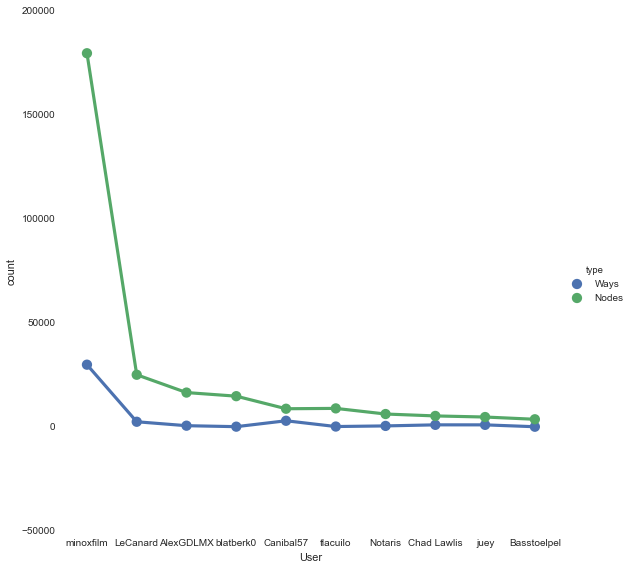 200000
150000
100000
50000
0
−50000
count
minoxfilm LeCanard AlexGDLMX blatberk0 Canibal57 tlacuilo Notaris Chad Lawlis juey Basstoelpel
User
type
Ways
Nodes